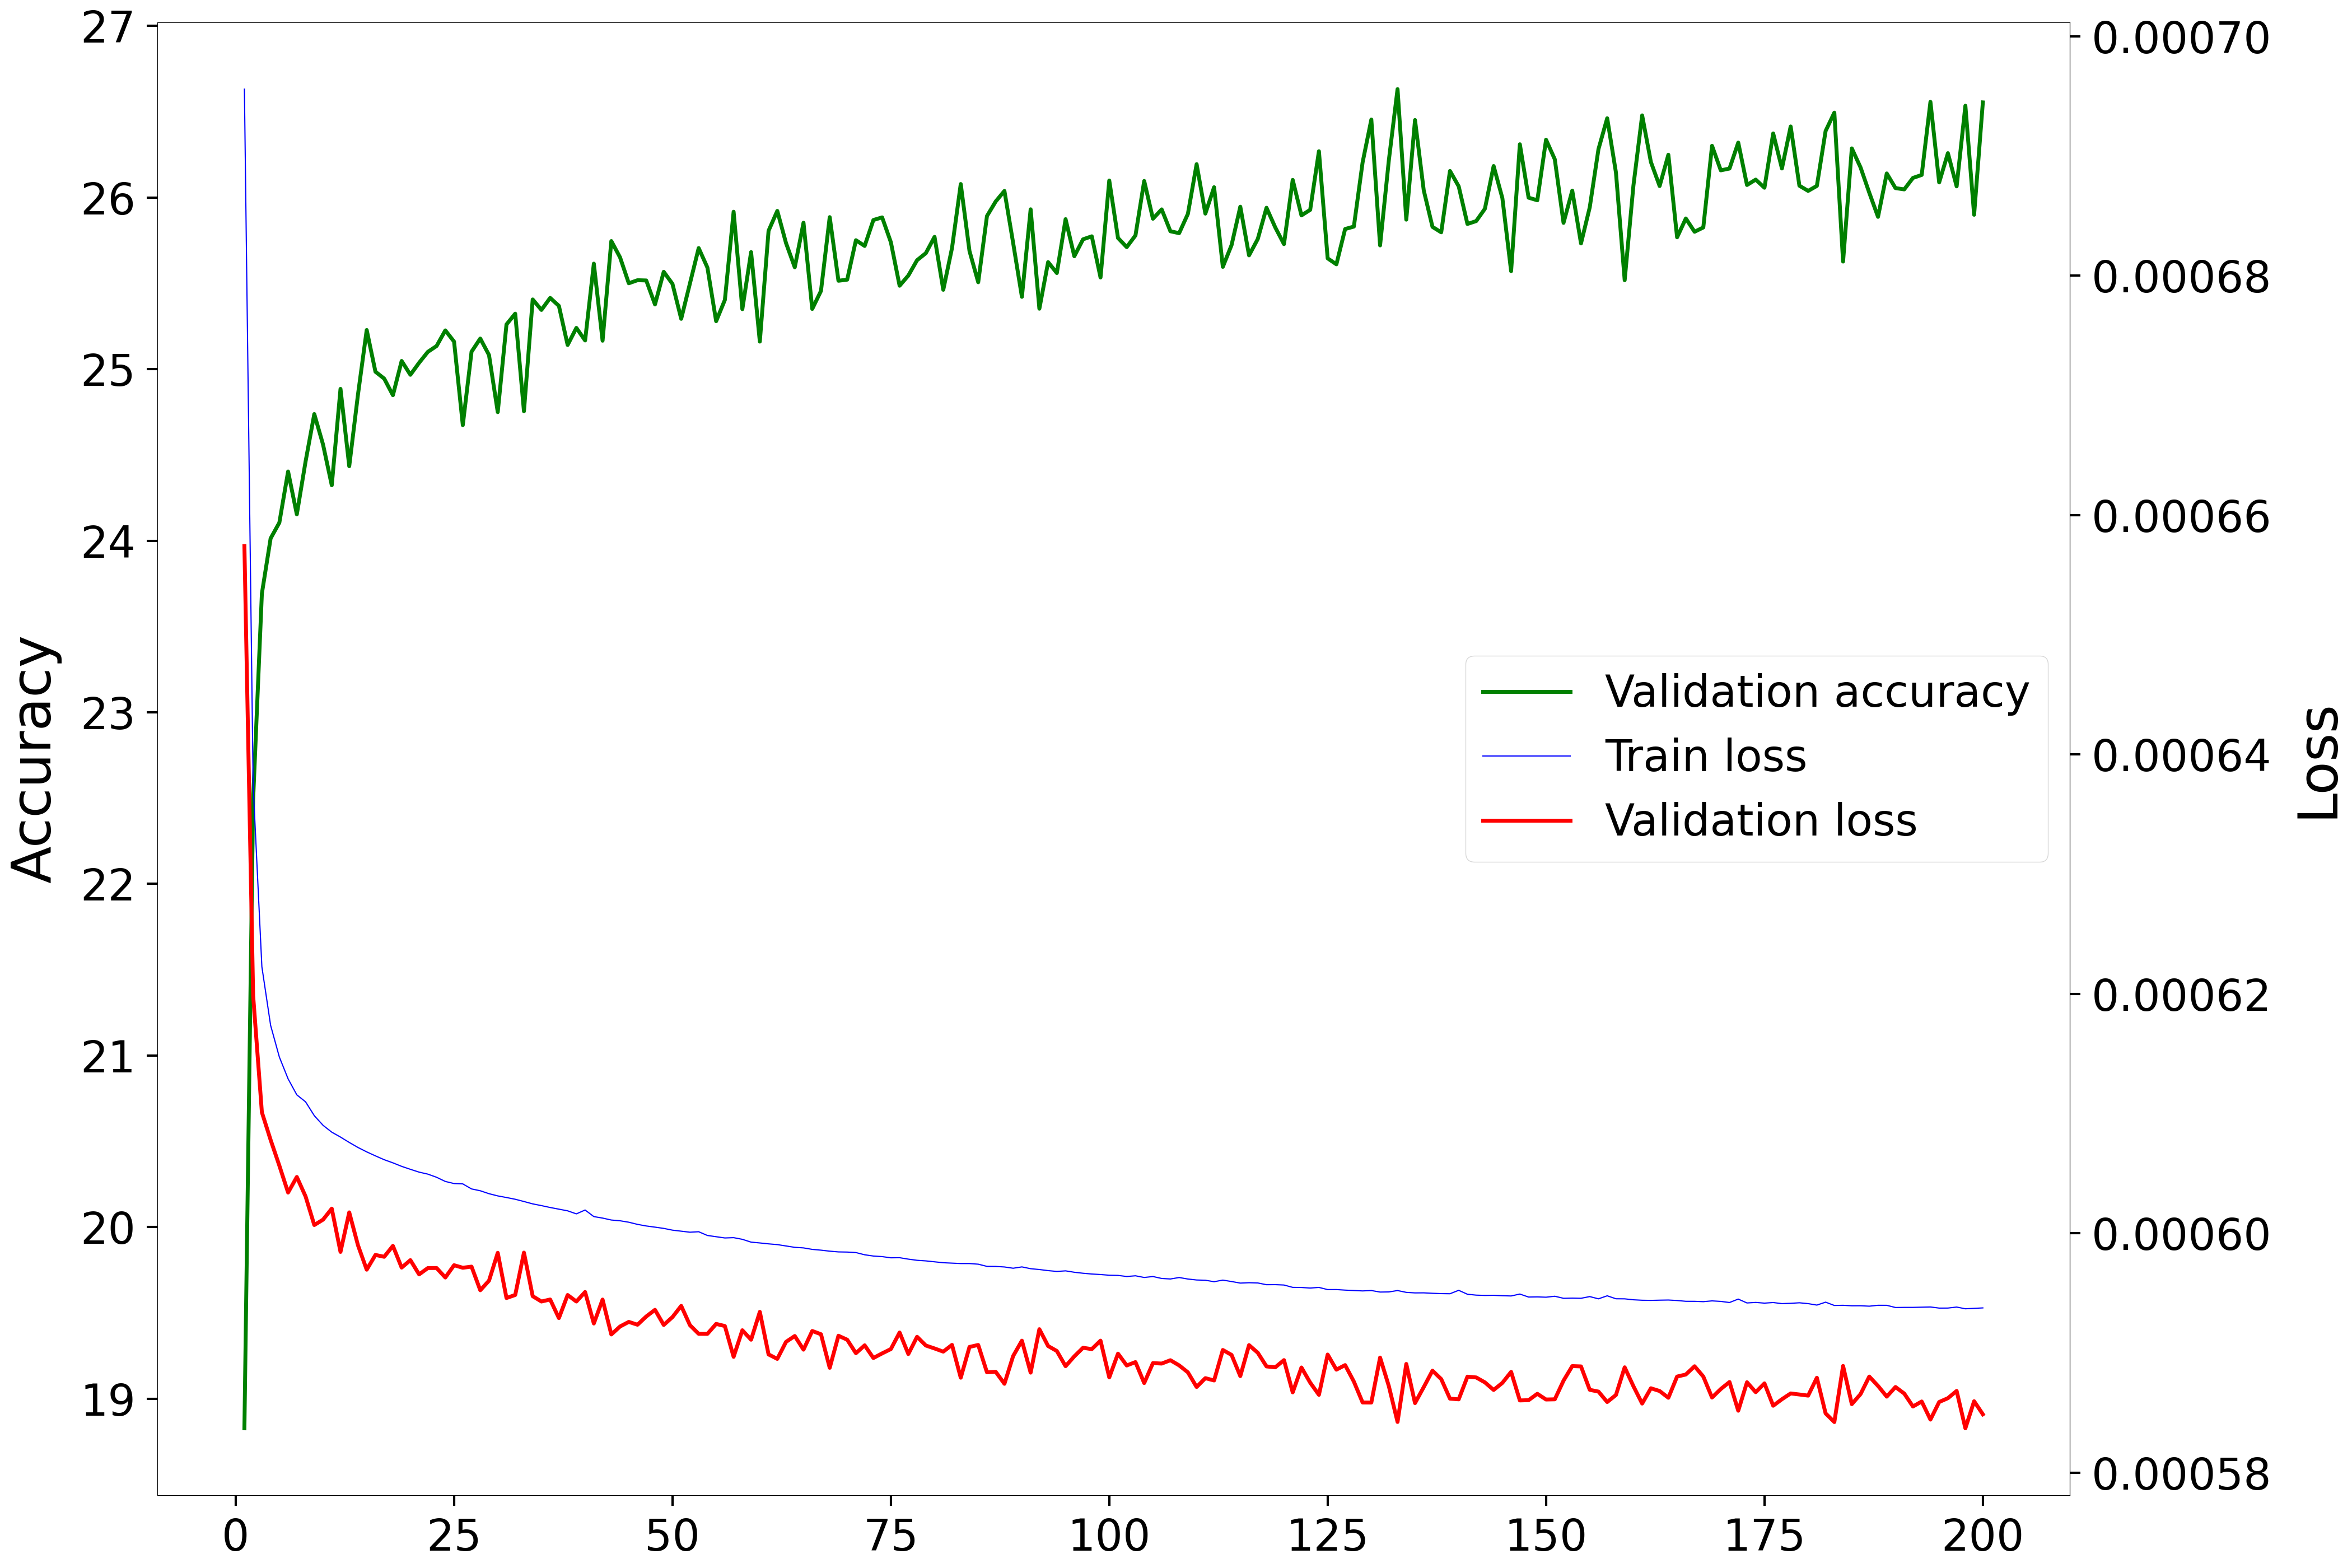 Accuracy
27
26
25
24
23
22
21
20
19
0.00070
0.00068
0.00066
0.00064
0.00062
0.00060
0.00058
Loss
Validation accuracy
Train loss
Validation loss
0 25 50 75 100 125 150 175 200